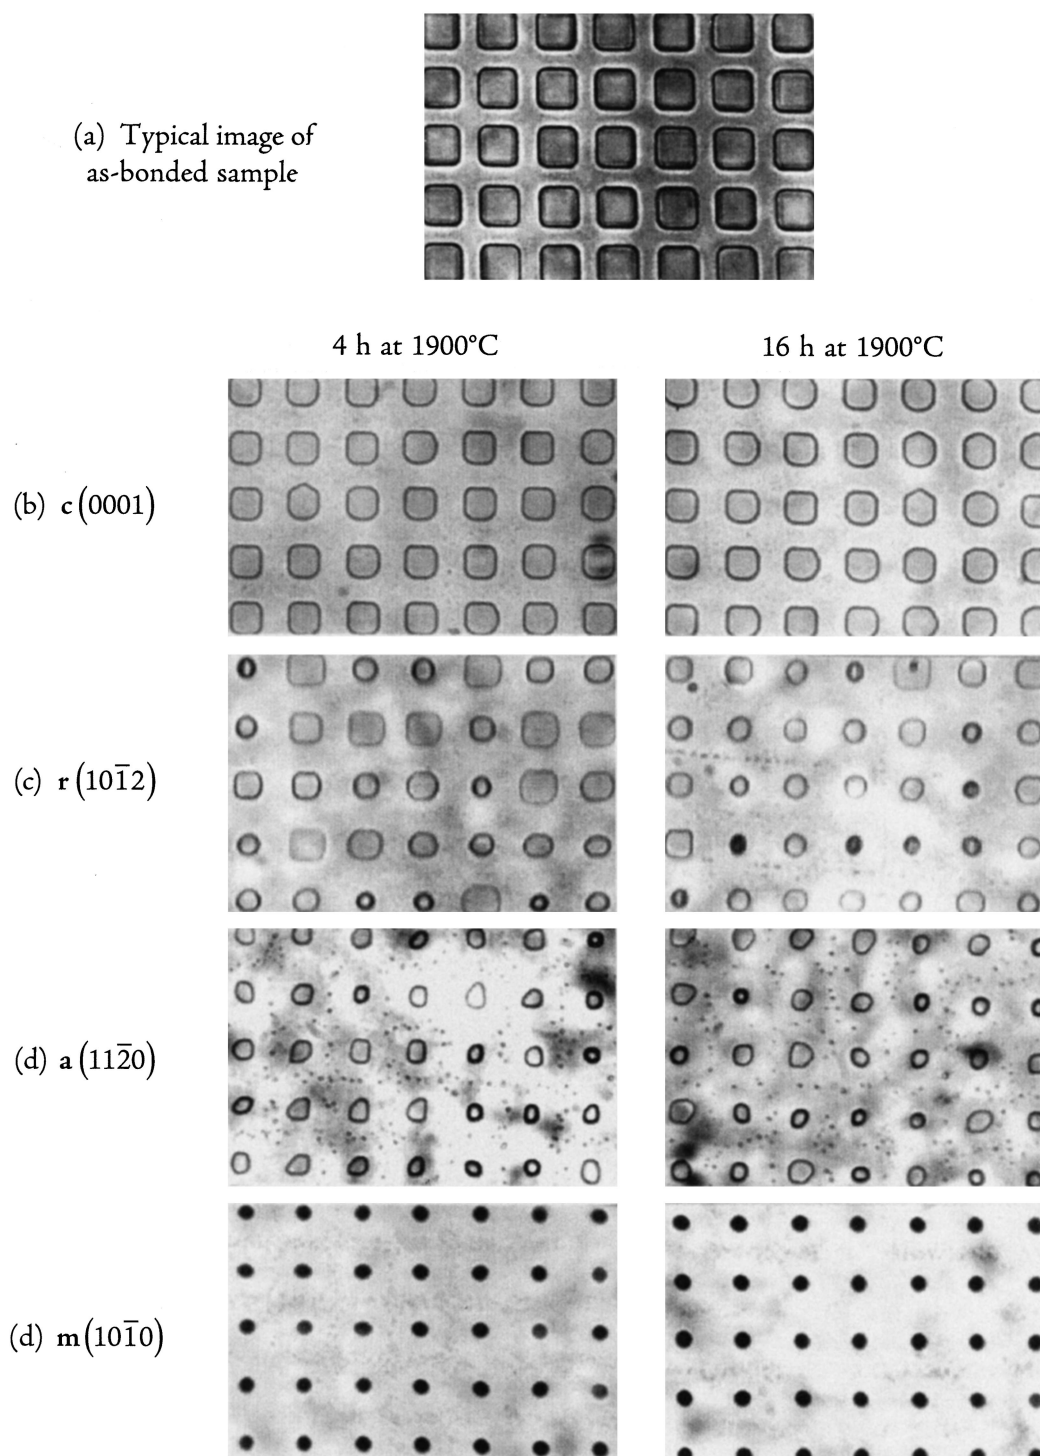 (a) Typical image of
as-bonded sample
4 h at 1900°C
16 h at 1900°C
(b) c(0001)
(c) r(101̅2)
(d) a(112̅0)
(d) m(101̅0)